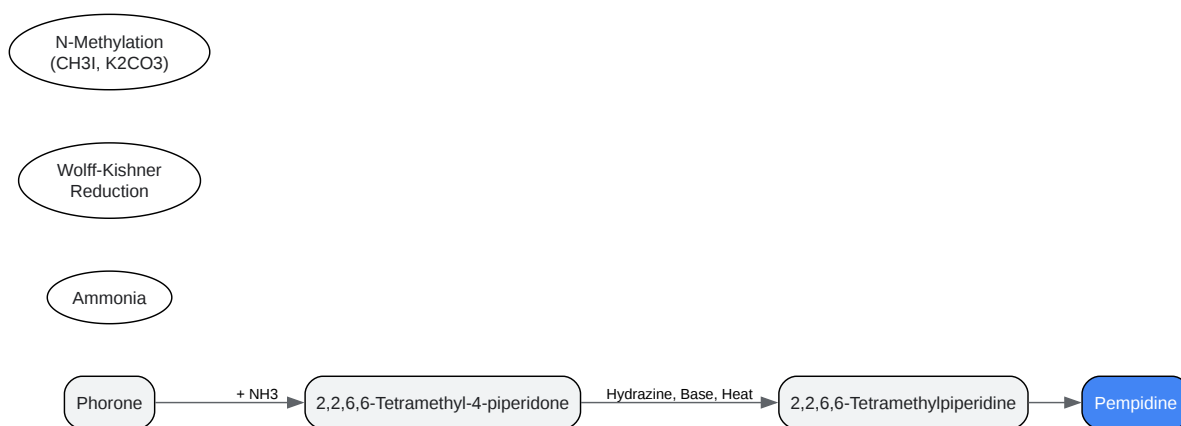 N-Methylation
(CH3I, K2CO3)
Wolff-Kishner
Reduction
Ammonia
Phorone
+ NH3
2,2,6,6-Tetramethyl-4-piperidone
Hydrazine, Base, Heat
2,2,6,6-Tetramethylpiperidine
Pempidine